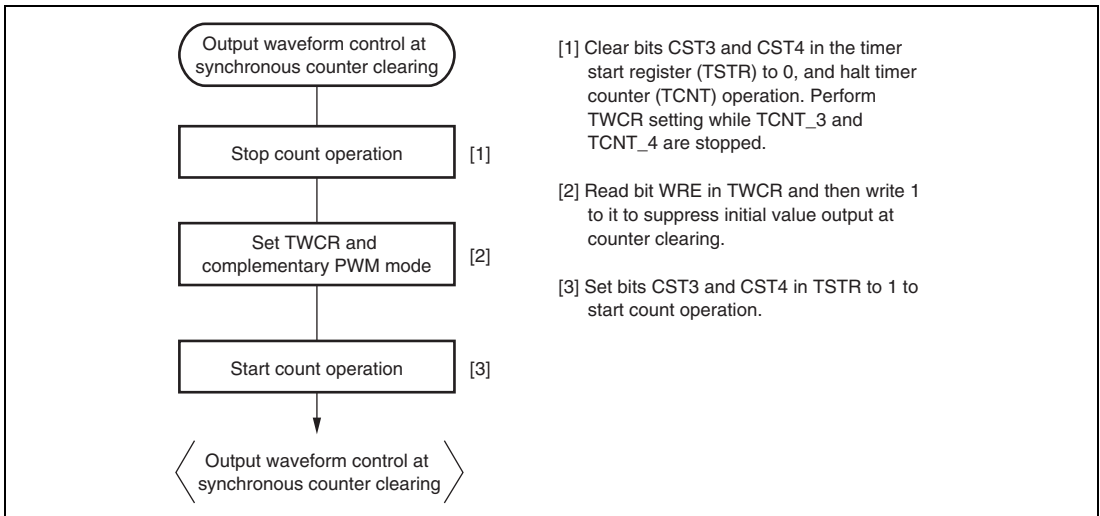 Output waveform control at
synchronous counter clearing
Stop count operation
[1]
Set TWCR and
complementary PWM mode
[2]
Start count operation
[3]
Output waveform control at
synchronous counter clearing
[1] Clear bits CST3 and CST4 in the timer
start register (TSTR) to 0, and halt timer
counter (TCNT) operation. Perform
TWCR setting while TCNT_3 and
TCNT_4 are stopped.
[2] Read bit WRE in TWCR and then write 1
to it to suppress initial value output at
counter clearing.
[3] Set bits CST3 and CST4 in TSTR to 1 to
start count operation.